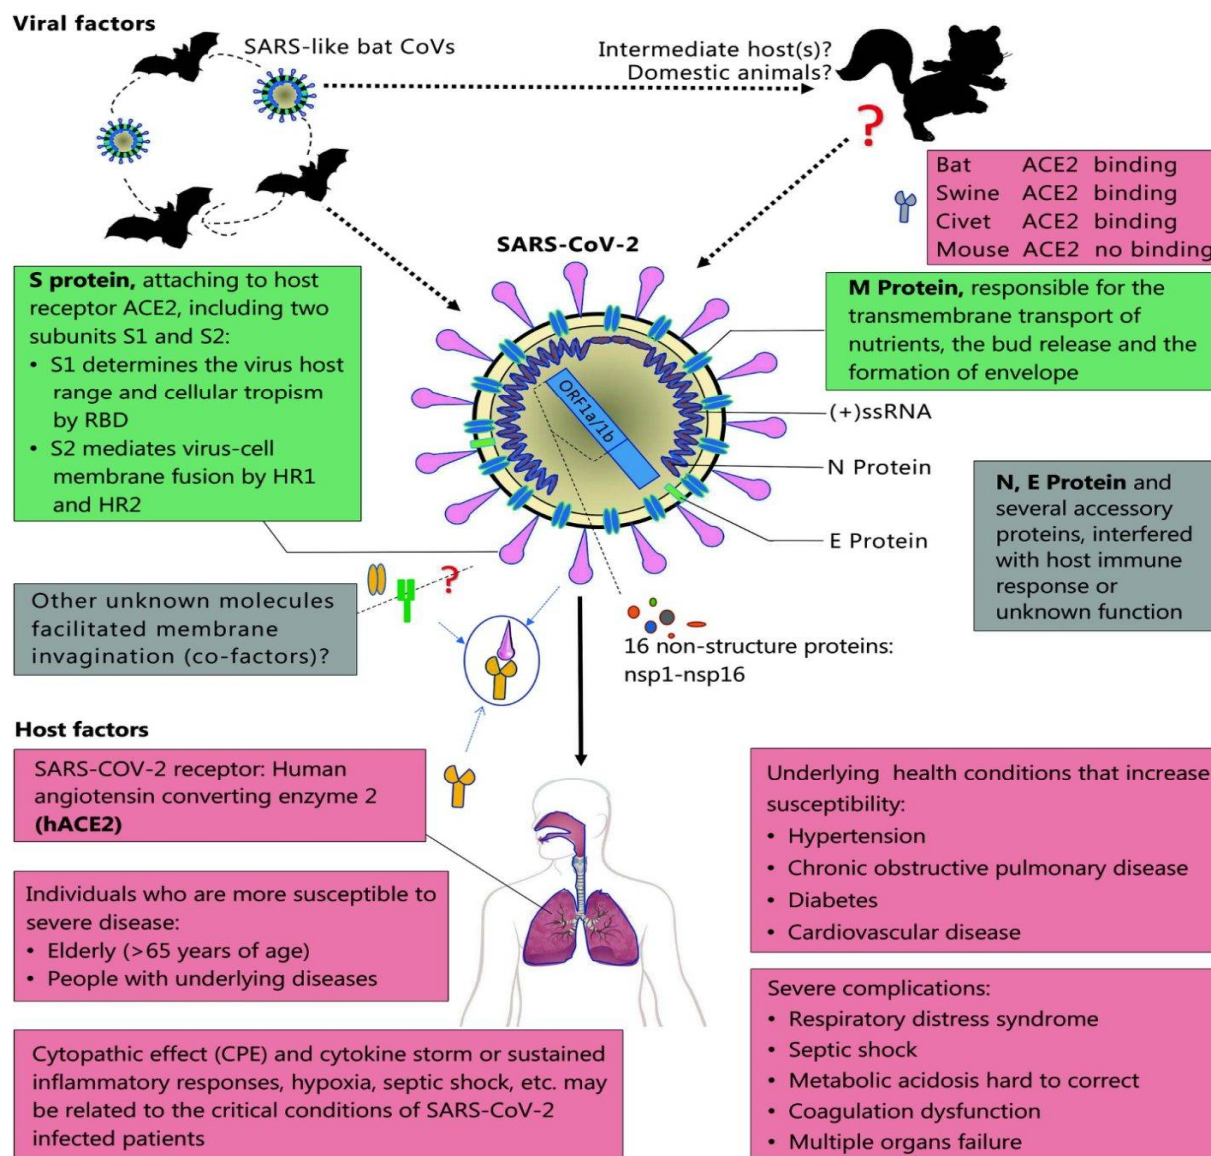 Viral factors
SARS-like bat CoVs
Intermediate host(s)?
Domestic animals?
?
Bat ACE2 binding
Swine ACE2 binding
Civet ACE2 binding
Mouse ACE2 no binding
SARS-CoV-2
S protein, attaching to host
receptor ACE2, including two
subunits S1 and S2:
• S1 determines the virus host
range and cellular tropism
by RBD
• S2 mediates virus-cell
membrane fusion by HR1
and HR2
M Protein, responsible for the
transmembrane transport of
nutrients, the bud release and the
formation of envelope
ORF1a/1b
(+)ssRNA
N Protein
E Protein
N, E Protein and
several accessory
proteins, interfered
with host immune
response or
unknown function
?
Other unknown molecules
facilitated membrane
invagination (co-factors)?
16 non-structure proteins:
nsp1-nsp16
Host factors
SARS-COV-2 receptor: Human
angiotensin converting enzyme 2
(hACE2)
Individuals who are more susceptible to
severe disease:
• Elderly (>65 years of age)
• People with underlying diseases
Cytopathic effect (CPE) and cytokine storm or sustained
inflammatory responses, hypoxia, septic shock, etc. may
be related to the critical conditions of SARS-CoV-2
infected patients
Underlying health conditions that increase
susceptibility:
• Hypertension
• Chronic obstructive pulmonary disease
• Diabetes
• Cardiovascular disease
Severe complications:
• Respiratory distress syndrome
• Septic shock
• Metabolic acidosis hard to correct
• Coagulation dysfunction
• Multiple organs failure